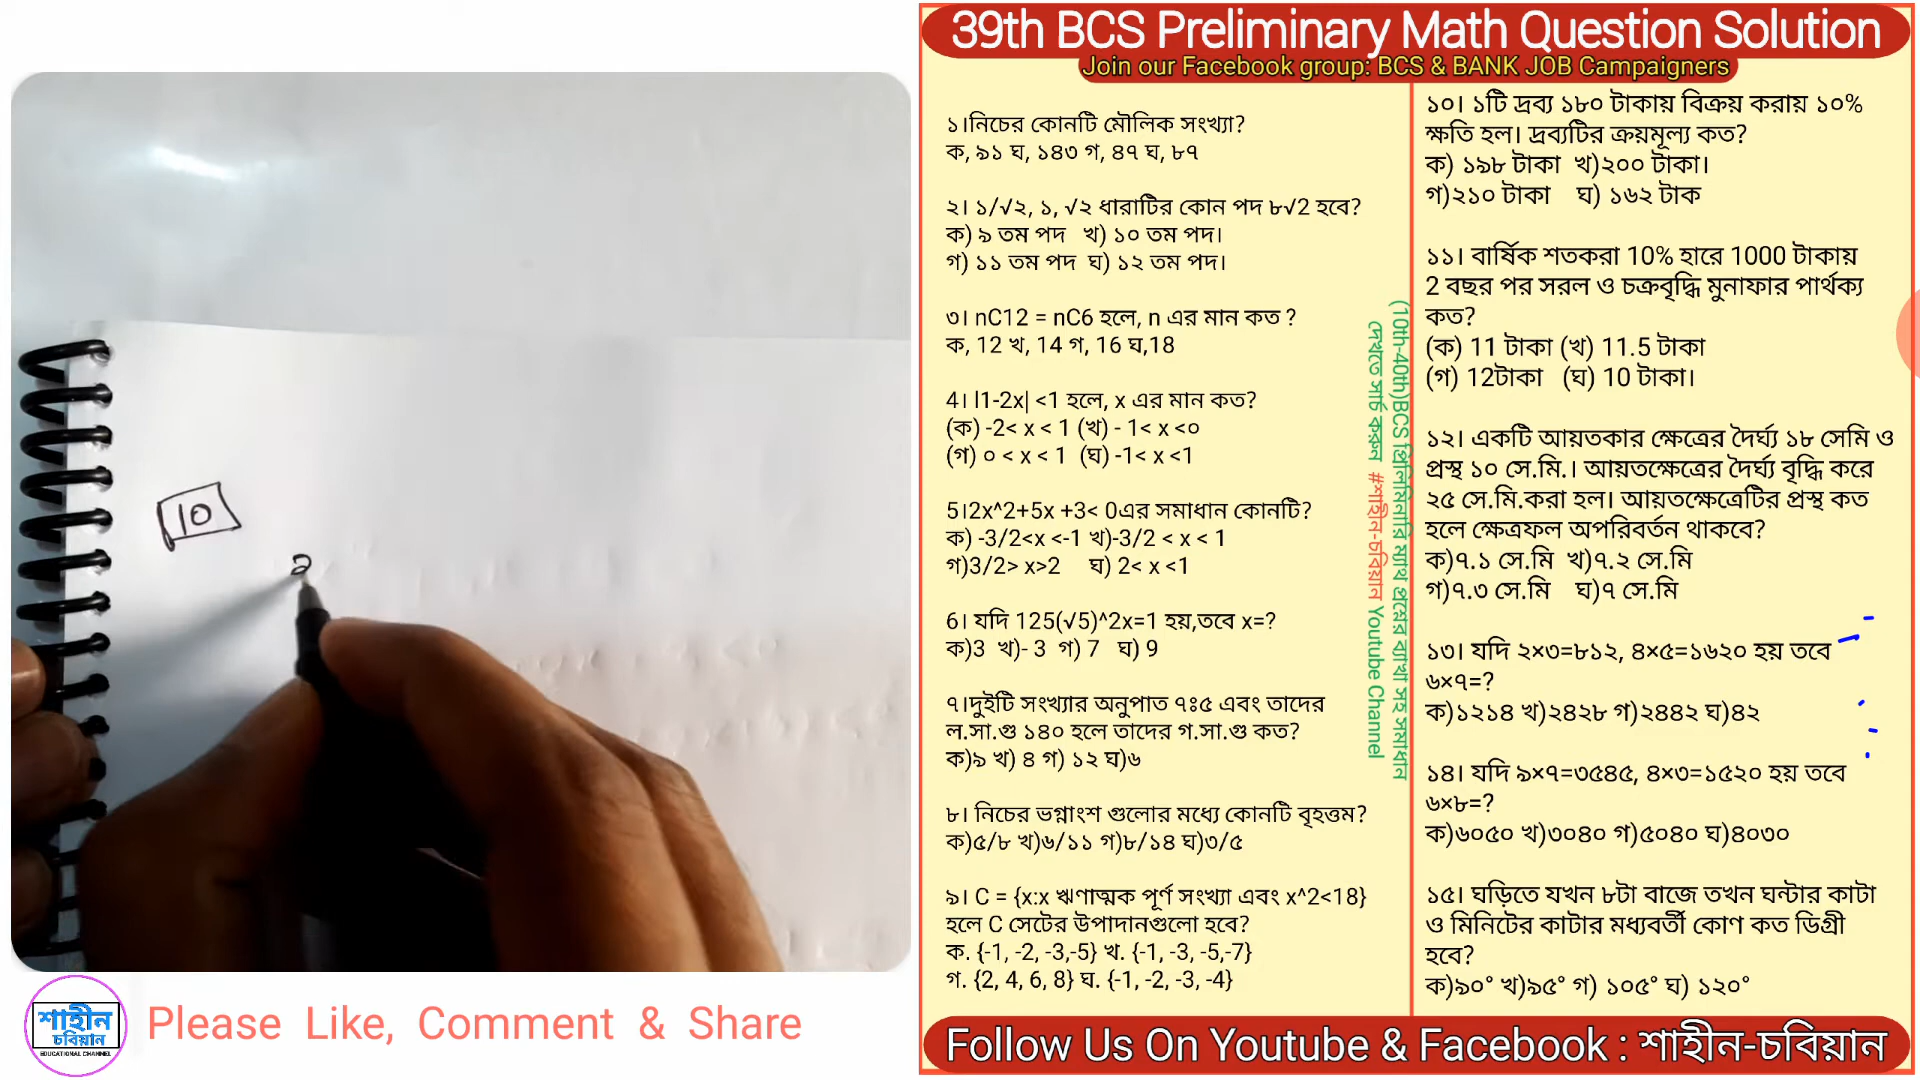 39th BCS Preliminary Math Question Solution
Join our Facebook group: BCS & BANK JOB Campaigners
১।নিচের কোনটি মৌলিক সংখ্যা?
ক, ৯১ ঘ, ১৪৩ গ, ৪৭ ঘ, ৮৭
২। ১/√২, ১, √২ ধারাটির কোন পদ ৮√2 হবে?
ক) ৯ তম পদ খ) ১০ তম পদ।
গ) ১১ তম পদ ঘ) ১২ তম পদ।
৩। nC12 = nC6 হলে, n এর মান কত ?
ক, 12 খ, 14 গ, 16 ঘ,18
4। l1-2x| <1 হলে, x এর মান কত?
(ক) -2< x < 1 (খ) - 1< x <০
(গ) ০ < x < 1 (ঘ) -1< x <1
5।2x^2+5x +3< 0এর সমাধান কোনটি?
ক) -3/2<x <-1 খ)-3/2 < x < 1
গ)3/2> x>2 ঘ) 2< x <1
6। যদি 125(√5)^2x=1 হয়,তবে x=?
ক)3 খ)- 3 গ) 7 ঘ) 9
৭।দুইটি সংখ্যার অনুপাত ৭ঃ৫ এবং তাদের
ল.সা.গু ১৪০ হলে তাদের গ.সা.গু কত?
ক)৯ খ) ৪ গ) ১২ ঘ)৬
৮। নিচের ভগ্নাংশ গুলোর মধ্যে কোনটি বৃহত্তম?
ক)৫/৮ খ)৬/১১ গ)৮/১৪ ঘ)৩/৫
৯। C = {x:x ঋণাত্মক পূর্ণ সংখ্যা এবং x^2<18}
হলে C সেটের উপাদানগুলো হবে?
ক. {-1, -2, -3,-5} খ. {-1, -3, -5,-7}
গ. {2, 4, 6, 8} ঘ. {-1, -2, -3, -4}
(10th-40th)BCS প্রিলিমিনারি ম্যাথ প্রশ্নের ব্যাখা সহ সমাধান
দেখতে সার্চ করুন #শাহীন-চবিয়ান Youtube Channel
১০। ১টি দ্রব্য ১৮০ টাকায় বিক্রয় করায় ১০%
ক্ষতি হল। দ্রব্যটির ক্রয়মূল্য কত?
ক) ১৯৮ টাকা খ)২০০ টাকা।
গ)২১০ টাকা ঘ) ১৬২ টাক
১১। বার্ষিক শতকরা 10% হারে 1000 টাকায়
2 বছর পর সরল ও চক্রবৃদ্ধি মুনাফার পার্থক্য
কত?
(ক) 11 টাকা (খ) 11.5 টাকা
(গ) 12টাকা (ঘ) 10 টাকা।
১২। একটি আয়তকার ক্ষেত্রের দৈর্ঘ্য ১৮ সেমি ও
প্রস্থ ১০ সে.মি.। আয়তক্ষেত্রের দৈর্ঘ্য বৃদ্ধি করে
২৫ সে.মি.করা হল। আয়তক্ষেত্রেটির প্রস্থ কত
হলে ক্ষেত্রফল অপরিবর্তন থাকবে?
ক)৭.১ সে.মি খ)৭.২ সে.মি
গ)৭.৩ সে.মি ঘ)৭ সে.মি
১৩। যদি ২×৩=৮১২, ৪×৫=১৬২০ হয় তবে
৬×৭=?
ক)১২১৪ খ)২৪২৮ গ)২৪৪২ ঘ)৪২
১৪। যদি ৯×৭=৩৫৪৫, ৪×৩=১৫২০ হয় তবে
৬×৮=?
ক)৬০৫০ খ)৩০৪০ গ)৫০৪০ ঘ)৪০৩০
১৫। ঘড়িতে যখন ৮টা বাজে তখন ঘন্টার কাটা
ও মিনিটের কাটার মধ্যবর্তী কোণ কত ডিগ্রী
হবে?
ক)৯০° খ)৯৫° গ) ১০৫° ঘ) ১২০°
10
শাহীন
চবিয়ান
EDUCATIONAL CHANNEL
Please Like, Comment & Share
Follow Us On Youtube & Facebook : শাহীন-চবিয়ান